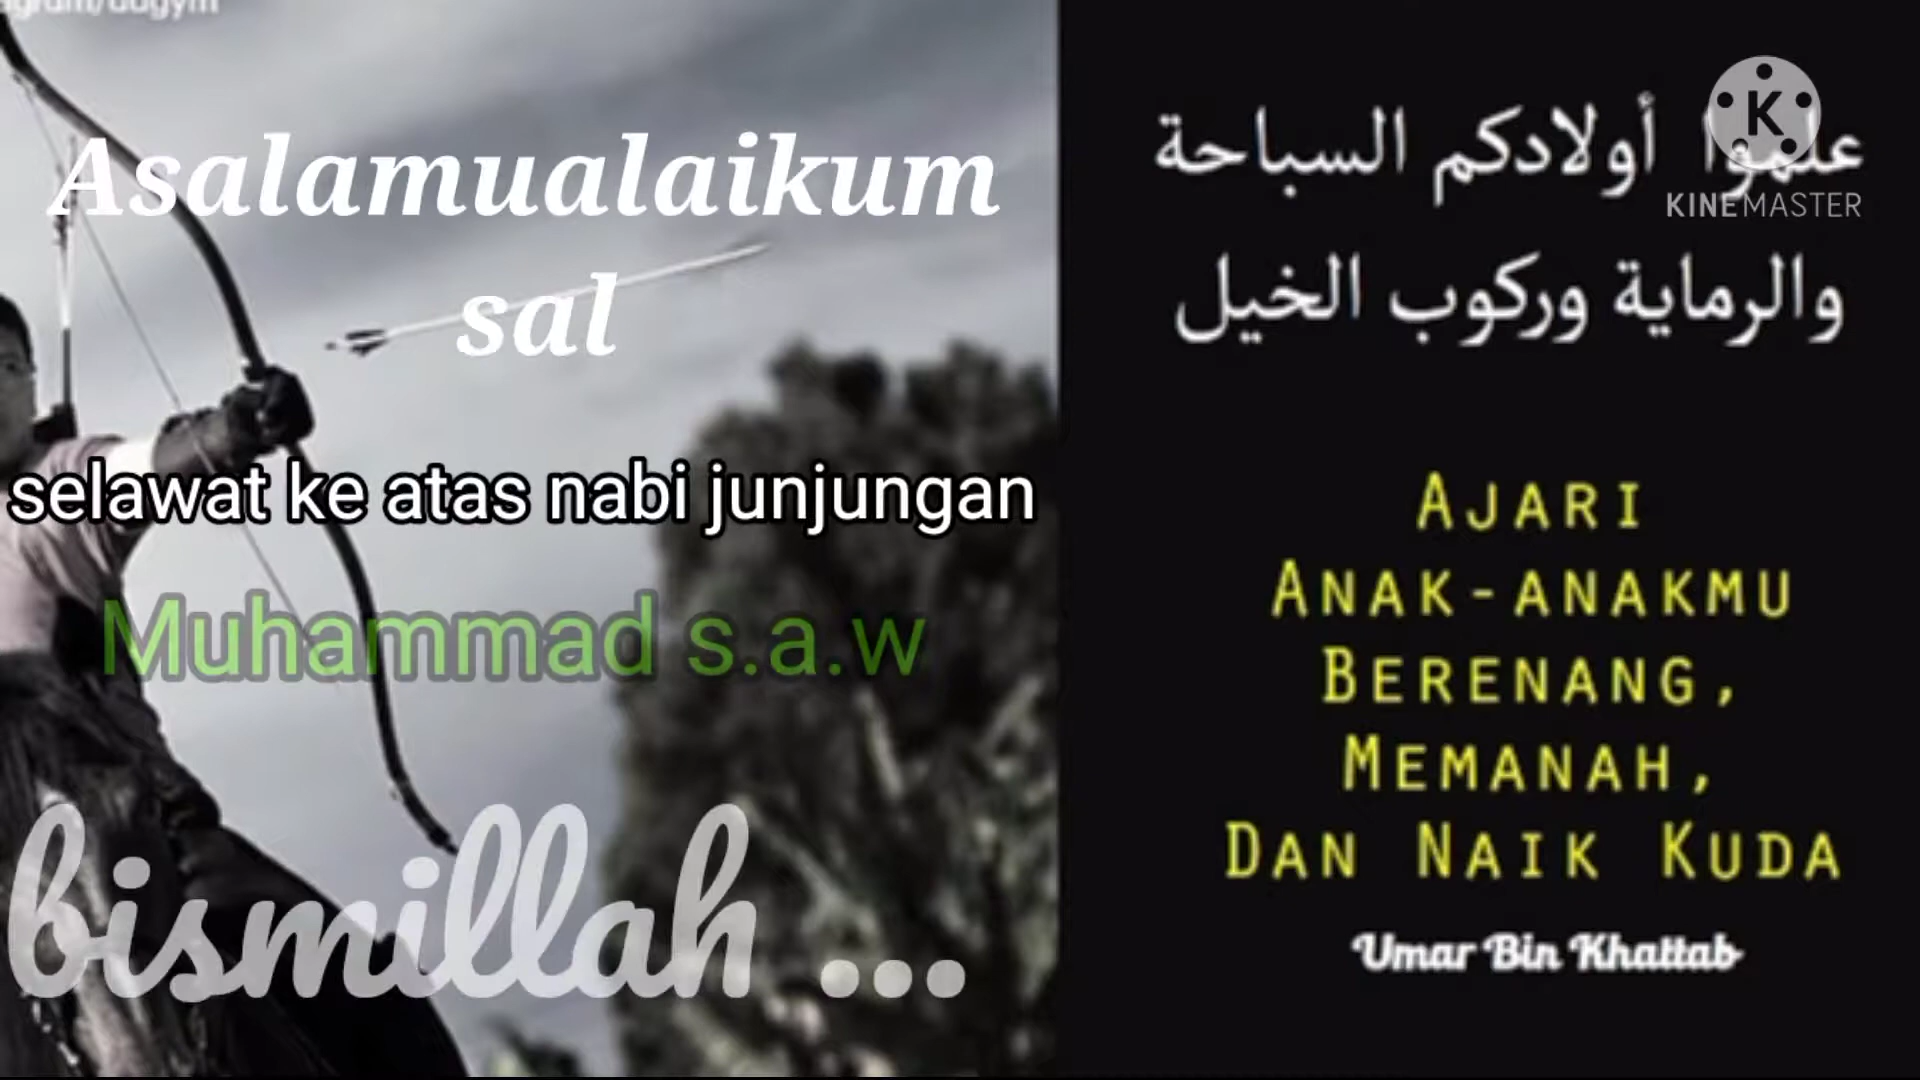 Asalamualaikum
sal
selawat ke atas nabi junjungan
Muhammad s.a.w
bismillah ...
علموا أولادكم السباحة
والرماية وركوب الخيل
K
KINEMASTER
AJARI
ANAK-ANAKMU
BERENANG,
MEMANAH,
DAN NAIK KUDA
Umar Bin Khattab